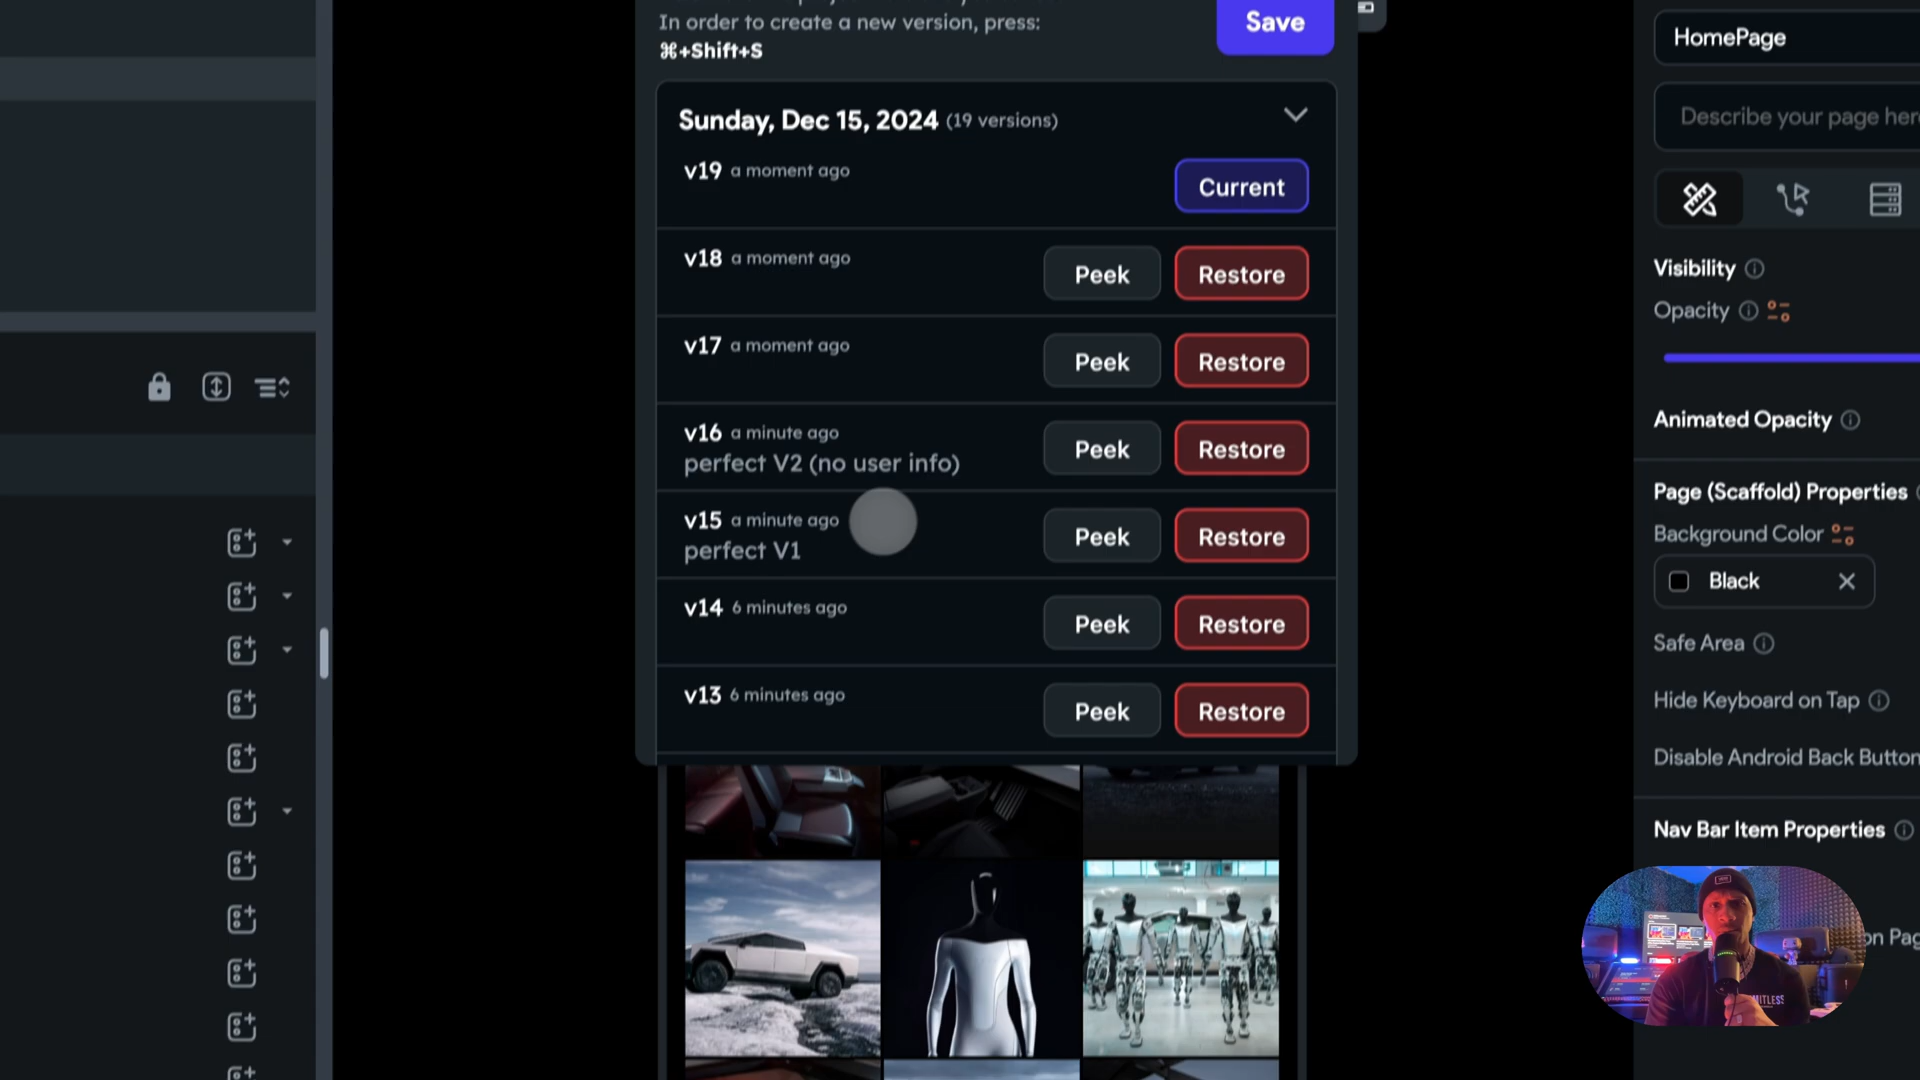 In order to create a new version, press:
⌘+Shift+S
Save
Sunday, Dec 15, 2024 (19 versions)
v19 a moment ago
Current
v18 a moment ago
Peek
Restore
v17 a moment ago
Peek
Restore
v16 a minute ago
perfect V2 (no user info)
Peek
Restore
v15 a minute ago
perfect V1
Peek
Restore
v14 6 minutes ago
Peek
Restore
v13 6 minutes ago
Peek
Restore
HomePage
Describe your page here
Visibility
Opacity
Animated Opacity
Page (Scaffold) Properties
Background Color
Black
Safe Area
Hide Keyboard on Tap
Disable Android Back Button
Nav Bar Item Properties
on Pag